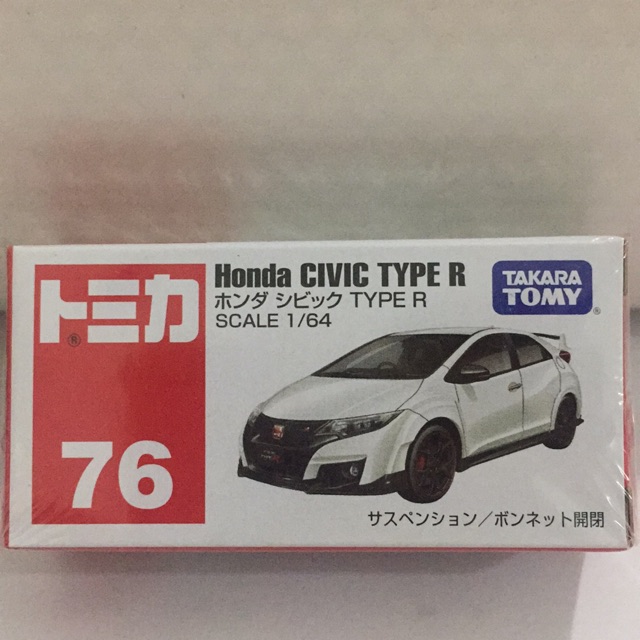 トミカ®
76
Honda CIVIC TYPE R
ホンダ シビック TYPE R
SCALE 1/64
TAKARA
TOMY®
サスペンション／ボンネット開閉